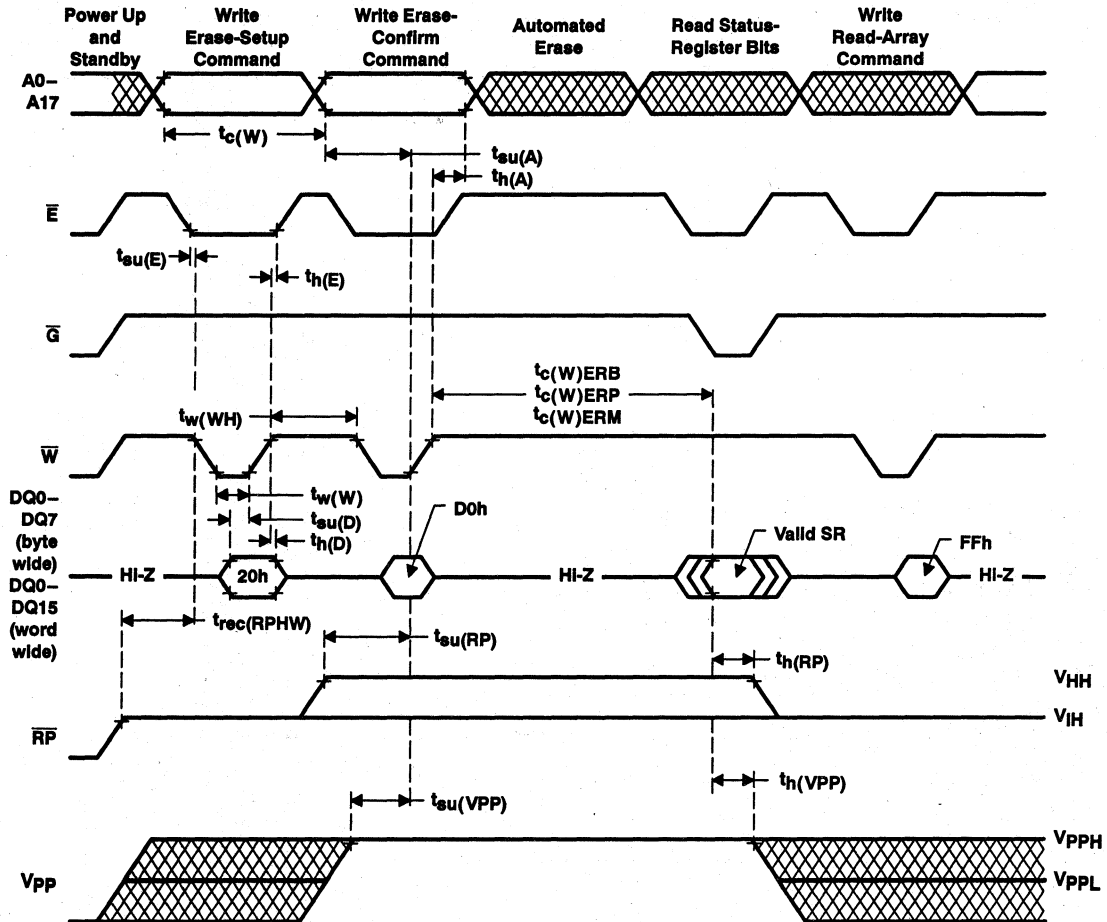 Power Up
and
Standby
Write
Erase-Setup
Command
Write Erase-
Confirm
Command
Automated
Erase
Read Status-
Register Bits
Write
Read-Array
Command
A0–
A17
tc(W)
tsu(A)
th(A)
E
tsu(E)
th(E)
G
tc(W)ERB
tc(W)ERP
tc(W)ERM
tw(WH)
W
DQ0–
DQ7
(byte
wide)
DQ0–
DQ15
(word
wide)
tw(W)
tsu(D)
th(D)
D0h
Valid SR
FFh
Hi-Z
20h
Hi-Z
Hi-Z
trec(RPHW)
tsu(RP)
th(RP)
VHH
VIH
RP
th(VPP)
tsu(VPP)
VPPH
VPP
VPPL